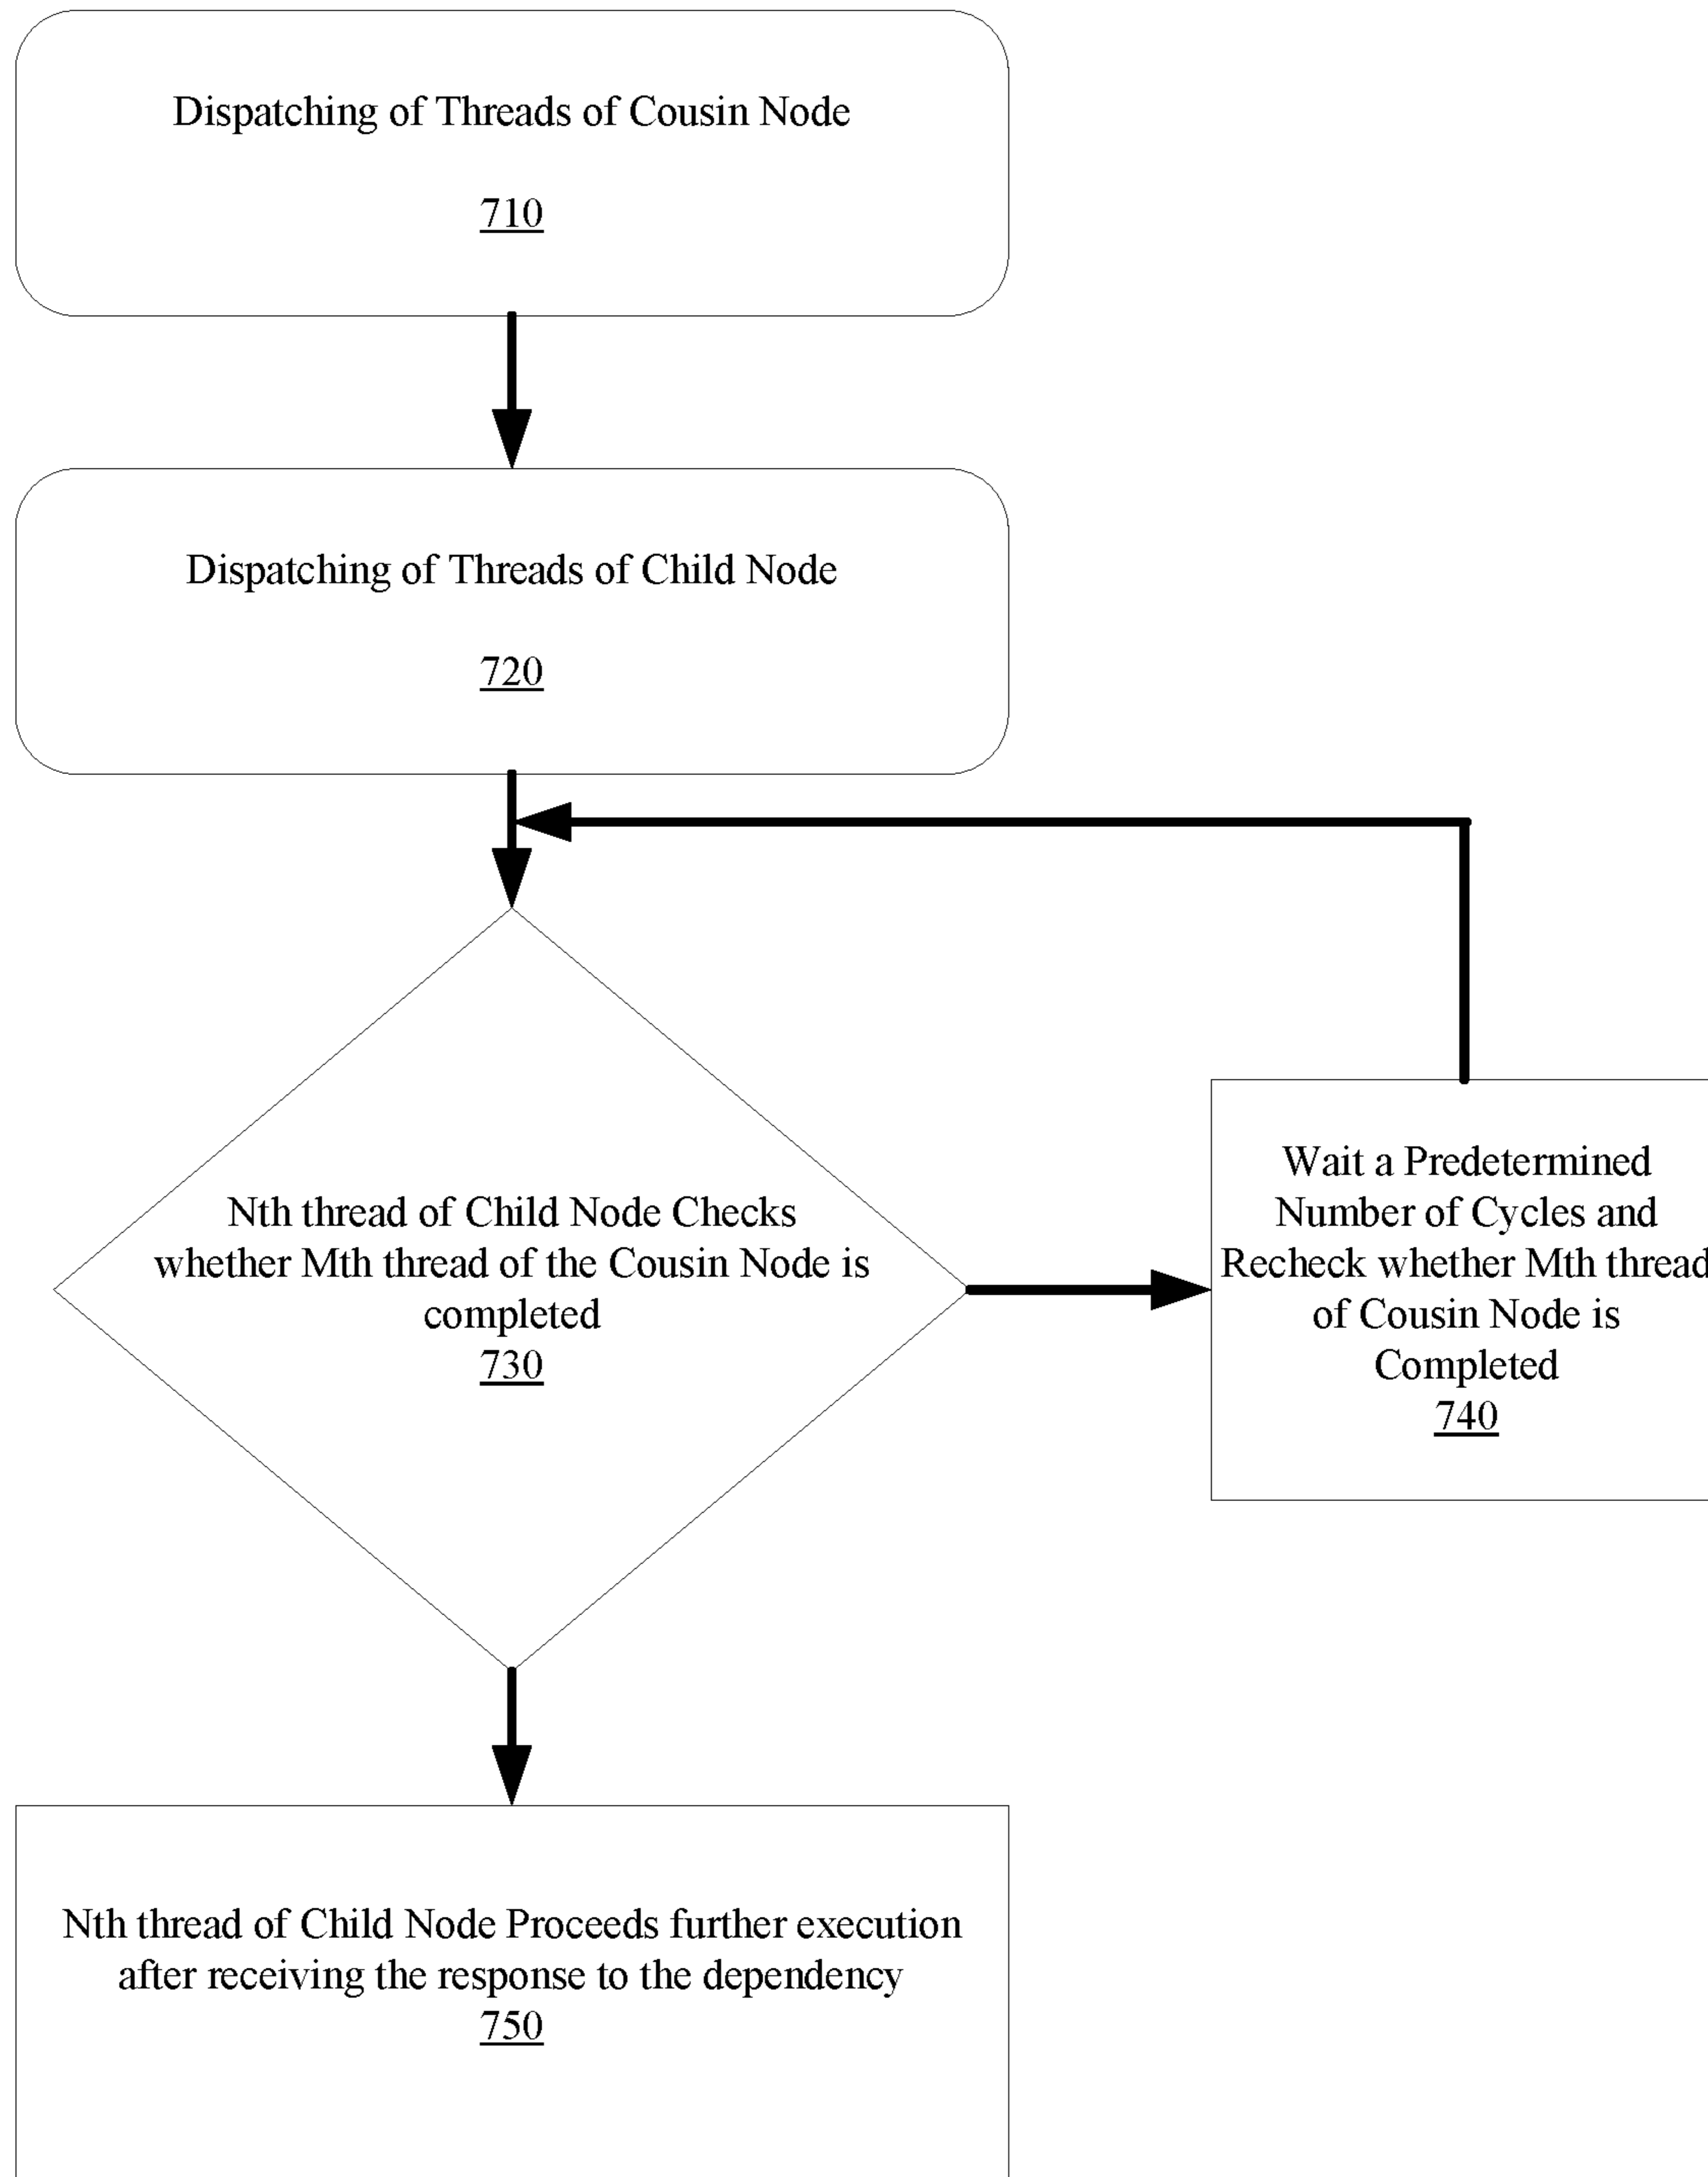 Dispatching of Threads of Cousin Node
710
Dispatching of Threads of Child Node
720
Nth thread of Child Node Checks
whether Mth thread of the Cousin Node is
completed
730
Wait a Predetermined
Number of Cycles and
Recheck whether Mth thread
of Cousin Node is
Completed
740
Nth thread of Child Node Proceeds further execution
after receiving the response to the dependency
750